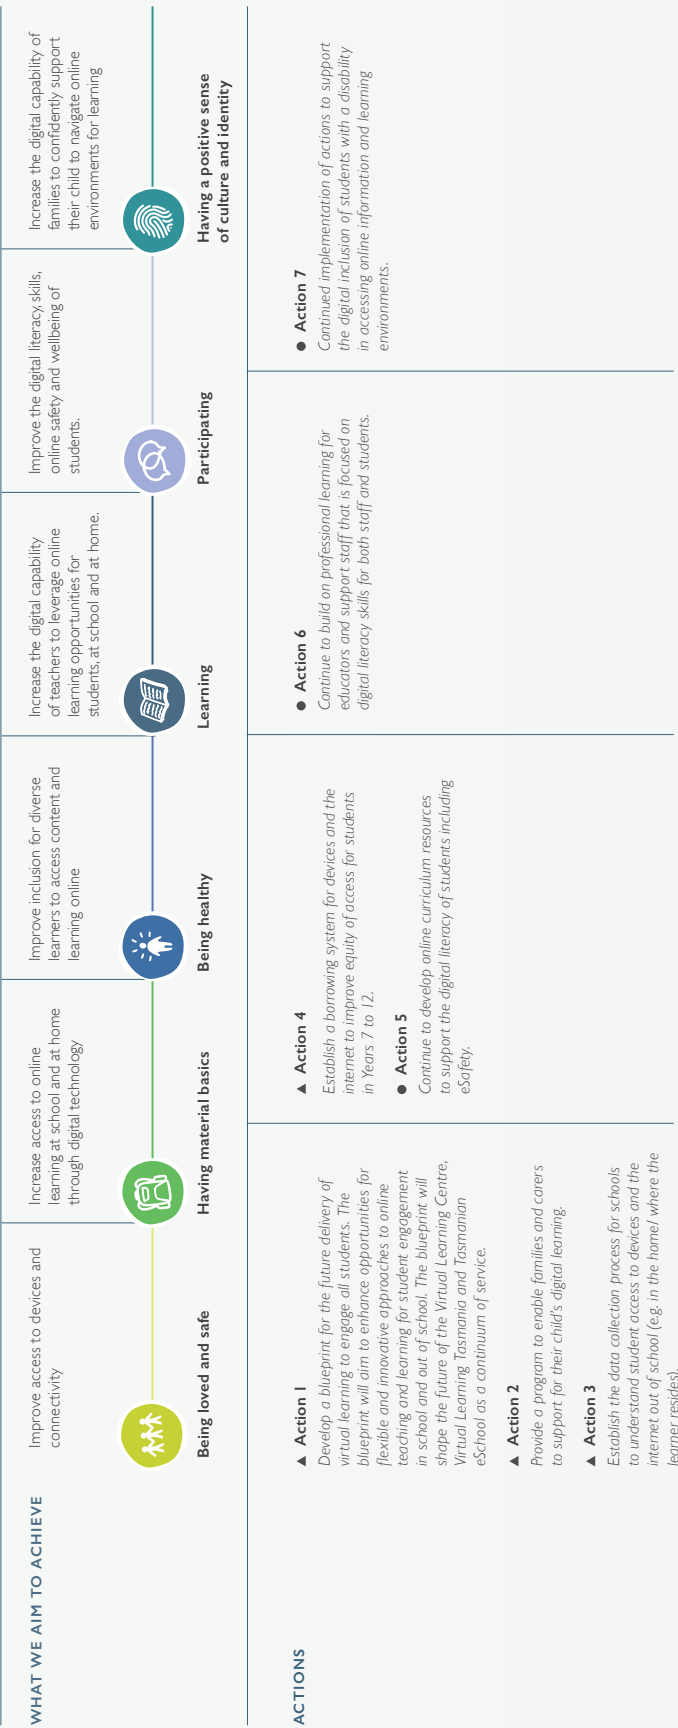 WHAT WE AIM TO ACHIEVE
Improve access to devices and
connectivity
Increase access to online
learning at school and at home
through digital technology
Improve inclusion for diverse
learners to access content and
learning online
Increase the digital capability
of teachers to leverage online
learning opportunities for
students, at school and at home.
Improve the digital literacy, skills,
online safety and wellbeing of
students.
Increase the digital capability of
families to confidently support
their child to navigate online
environments for learning
Being loved and safe
Having material basics
Being healthy
Learning
Participating
Having a positive sense
of culture and identity
ACTIONS
▲ Action 1
Develop a blueprint for the future delivery of
virtual learning to engage all students. The
blueprint will aim to enhance opportunities for
flexible and innovative approaches to online
teaching and learning for student engagement
in school and out of school. The blueprint will
shape the future of the Virtual Learning Centre,
Virtual Learning Tasmania and Tasmanian
eSchool as a continuum of service.
▲ Action 2
Provide a program to enable families and carers
to support for their child's digital learning.
▲ Action 3
Establish the data collection process for schools
to understand student access to devices and the
internet out of school (e.g. in the home/ where the
learner resides).
▲ Action 4
Establish a borrowing system for devices and the
internet to improve equity of access for students
in Years 7 to 12.
● Action 5
Continue to develop online curriculum resources
to support the digital literacy of students including
eSafety.
● Action 6
Continue to build on professional learning for
educators and support staff that is focused on
digital literacy skills for both staff and students.
● Action 7
Continued implementation of actions to support
the digital inclusion of students with a disability
in accessing online information and learning
environments.